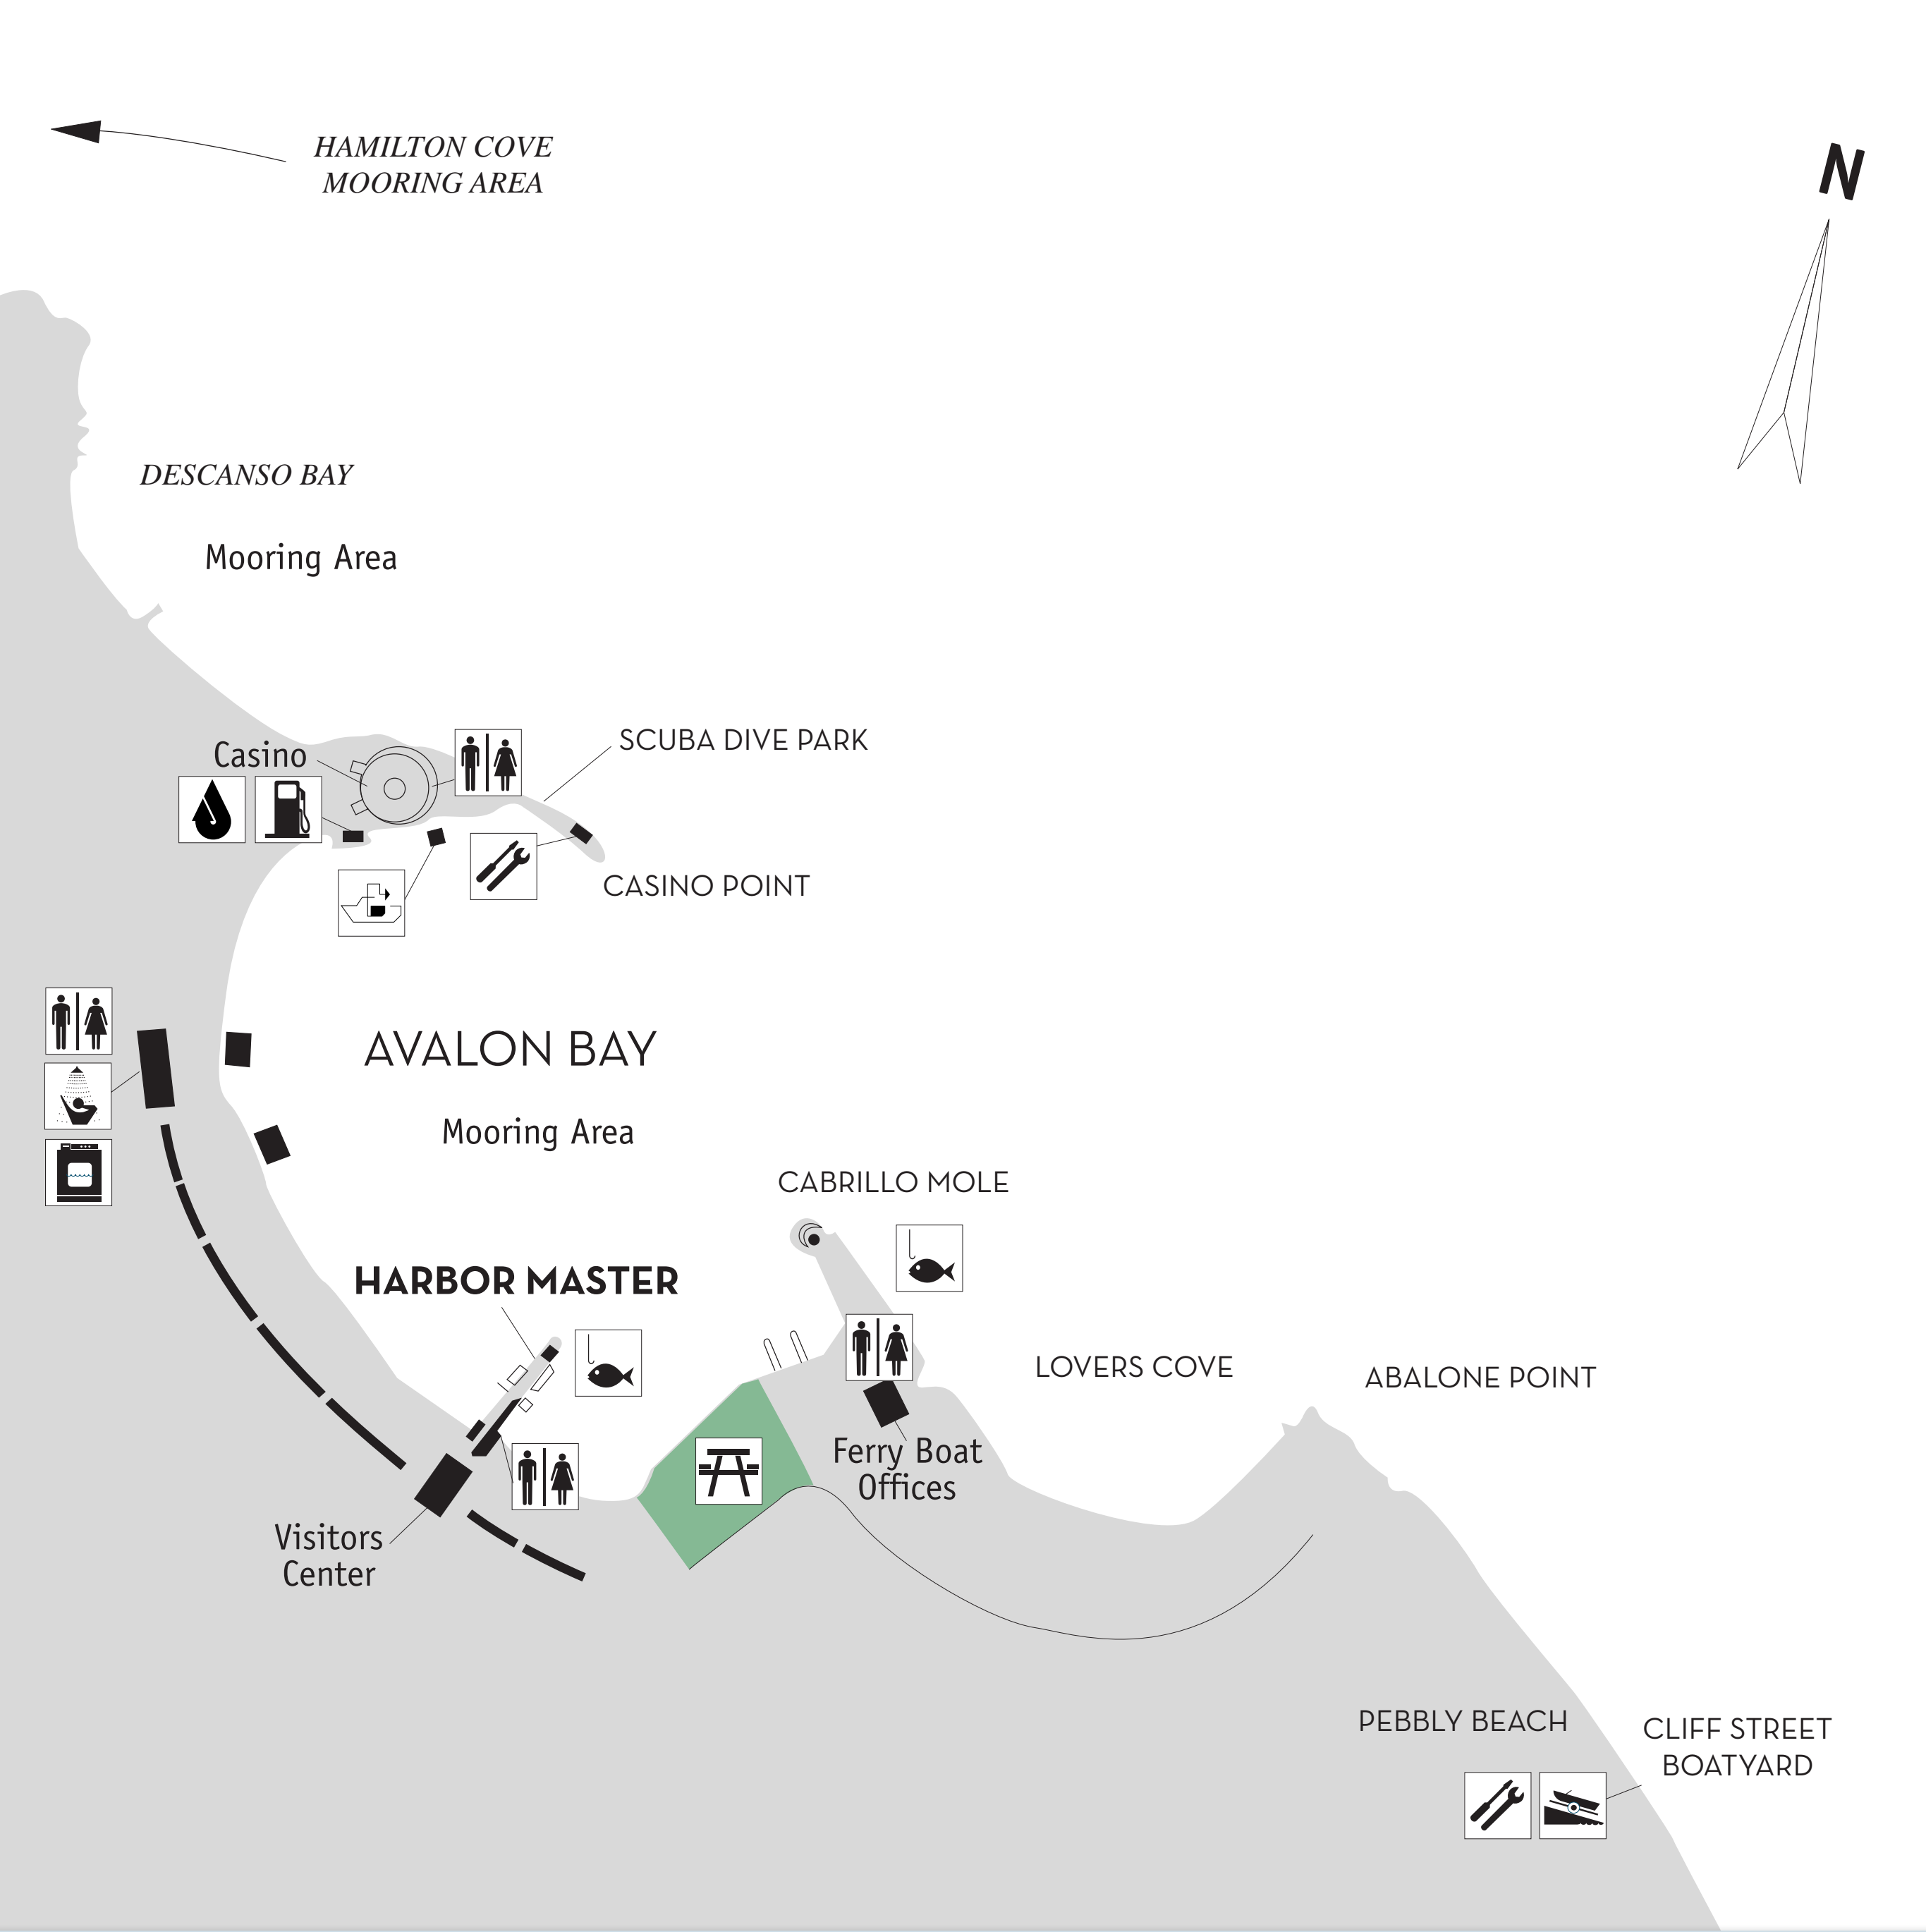 HAMILTON COVE
MOORING AREA
N
DESCANSO BAY
Mooring Area
SCUBA DIVE PARK
Casino
CASINO POINT
AVALON BAY
Mooring Area
CABRILLO MOLE
HARBOR MASTER
LOVERS COVE
ABALONE POINT
Ferry Boat
Offices
Visitors
Center
PEBBLY BEACH
CLIFF STREET
BOATYARD